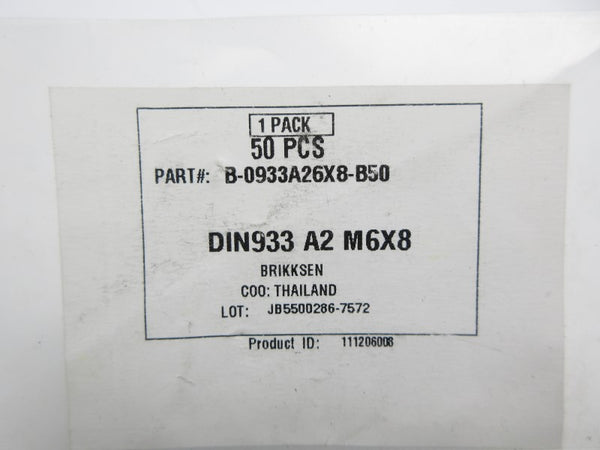 1 PACK
50 PCS
PART#: B-0933A26X8-B50
DIN933 A2 M6X8
BRIKKSEN
COO: THAILAND
LOT: JB5500286-7572
Product ID: 111206008